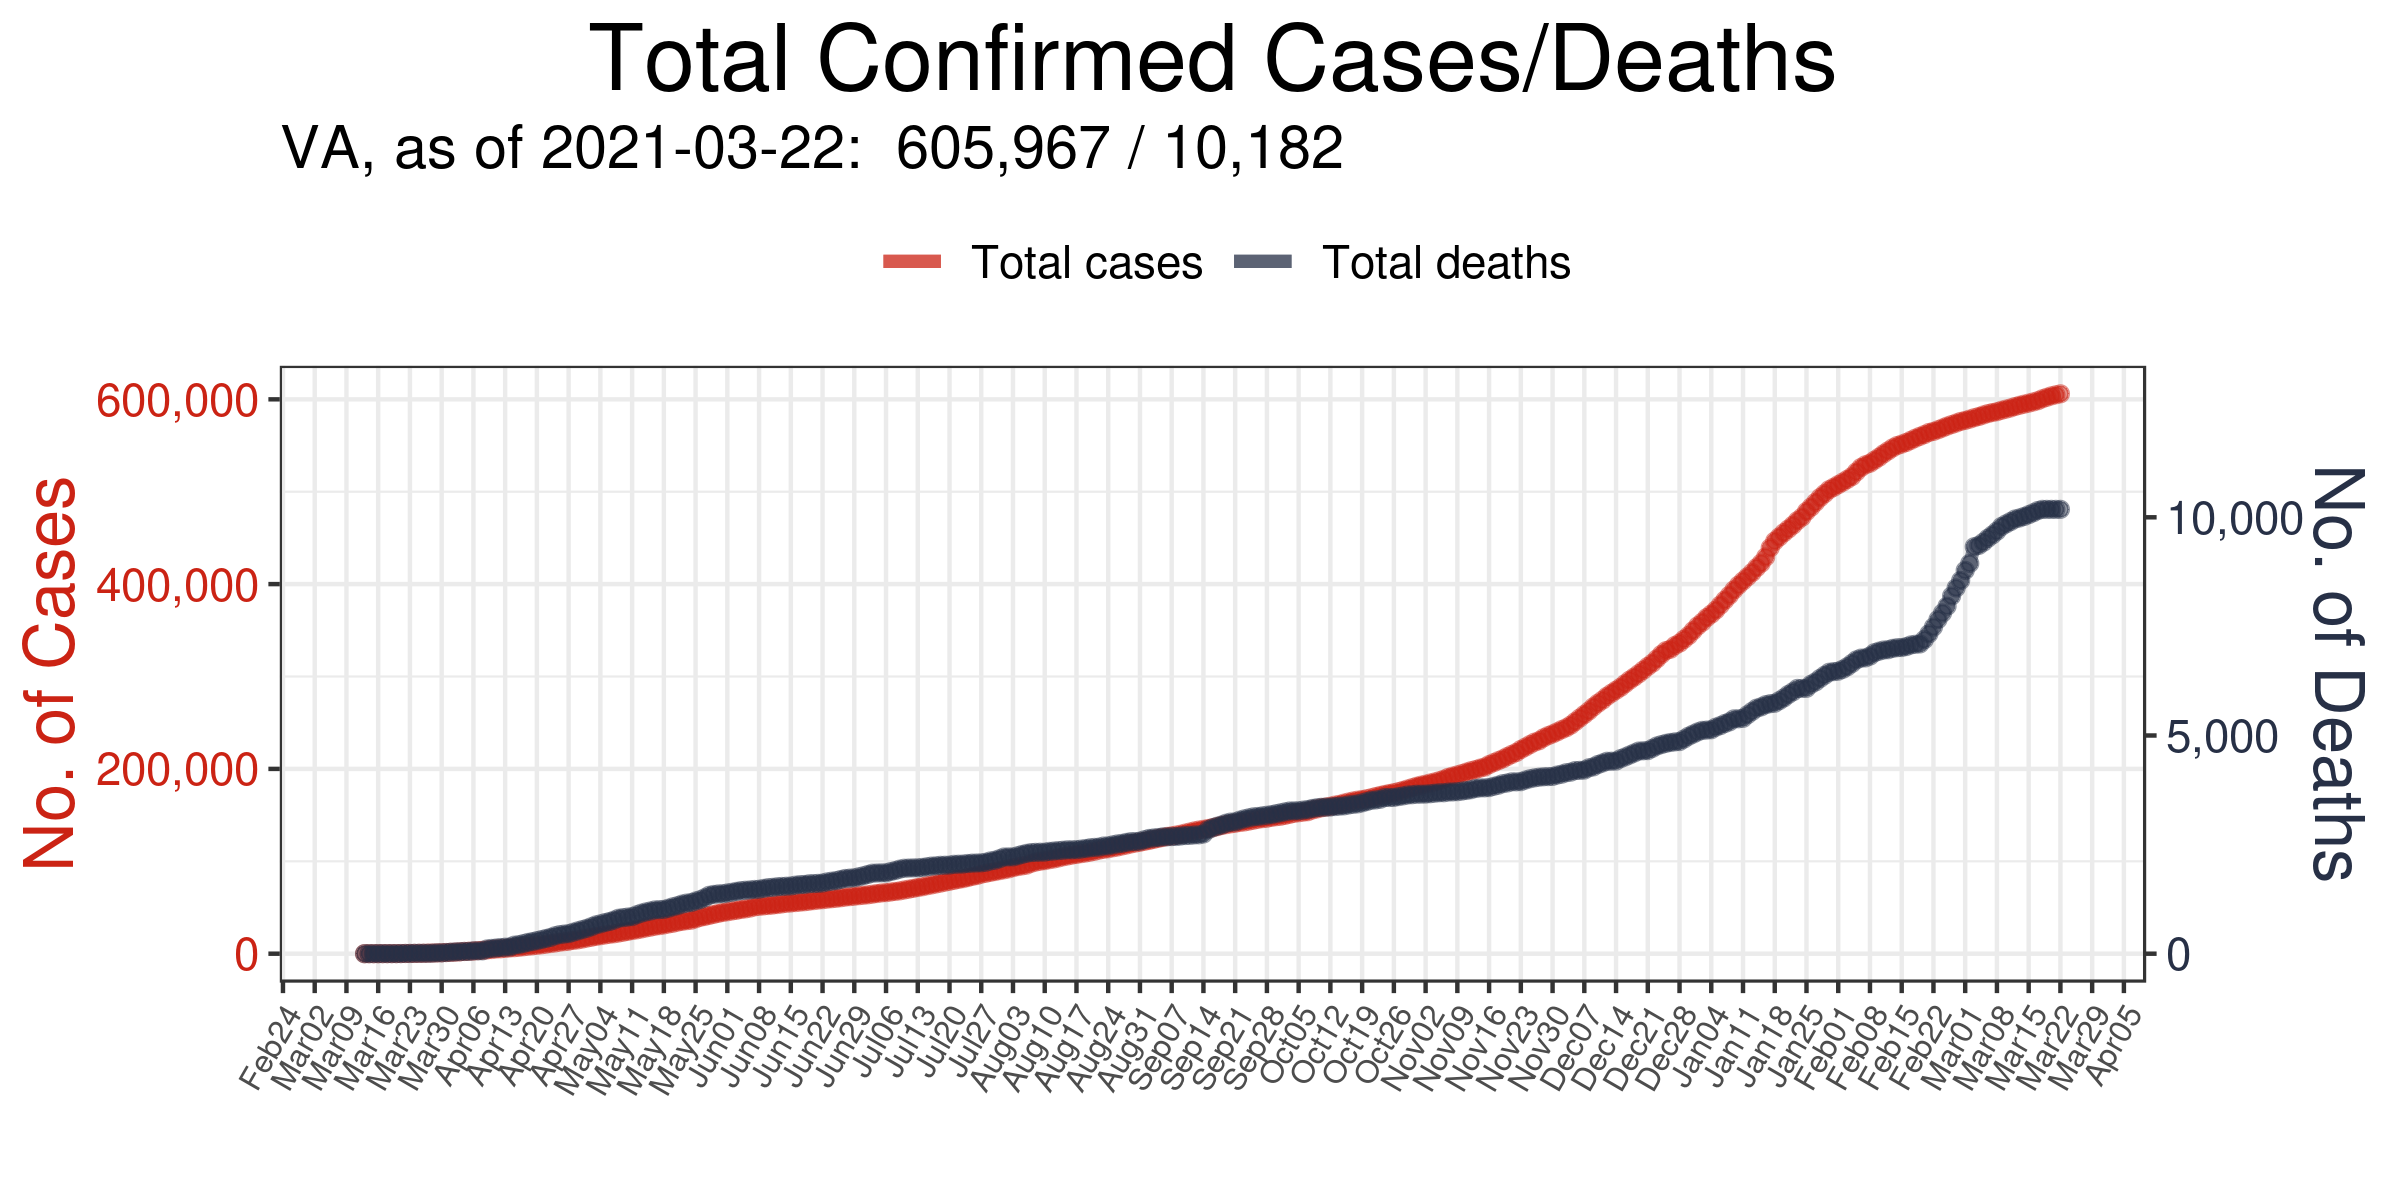 Total Confirmed Cases/Deaths
VA, as of 2021-03-22:  605,967 / 10,182
Total cases
Total deaths
No. of Cases
600,000
400,000
200,000
0
10,000
5,000
0
No. of Deaths
Feb24
Mar02
Mar09
Mar16
Mar23
Mar30
Apr06
Apr13
Apr20
Apr27
May04
May11
May18
May25
Jun01
Jun08
Jun15
Jun22
Jun29
Jul06
Jul13
Jul20
Jul27
Aug03
Aug10
Aug17
Aug24
Aug31
Sep07
Sep14
Sep21
Sep28
Oct05
Oct12
Oct19
Oct26
Nov02
Nov09
Nov16
Nov23
Nov30
Dec07
Dec14
Dec21
Dec28
Jan04
Jan11
Jan18
Jan25
Feb01
Feb08
Feb15
Feb22
Mar01
Mar08
Mar15
Mar22
Mar29
Apr05